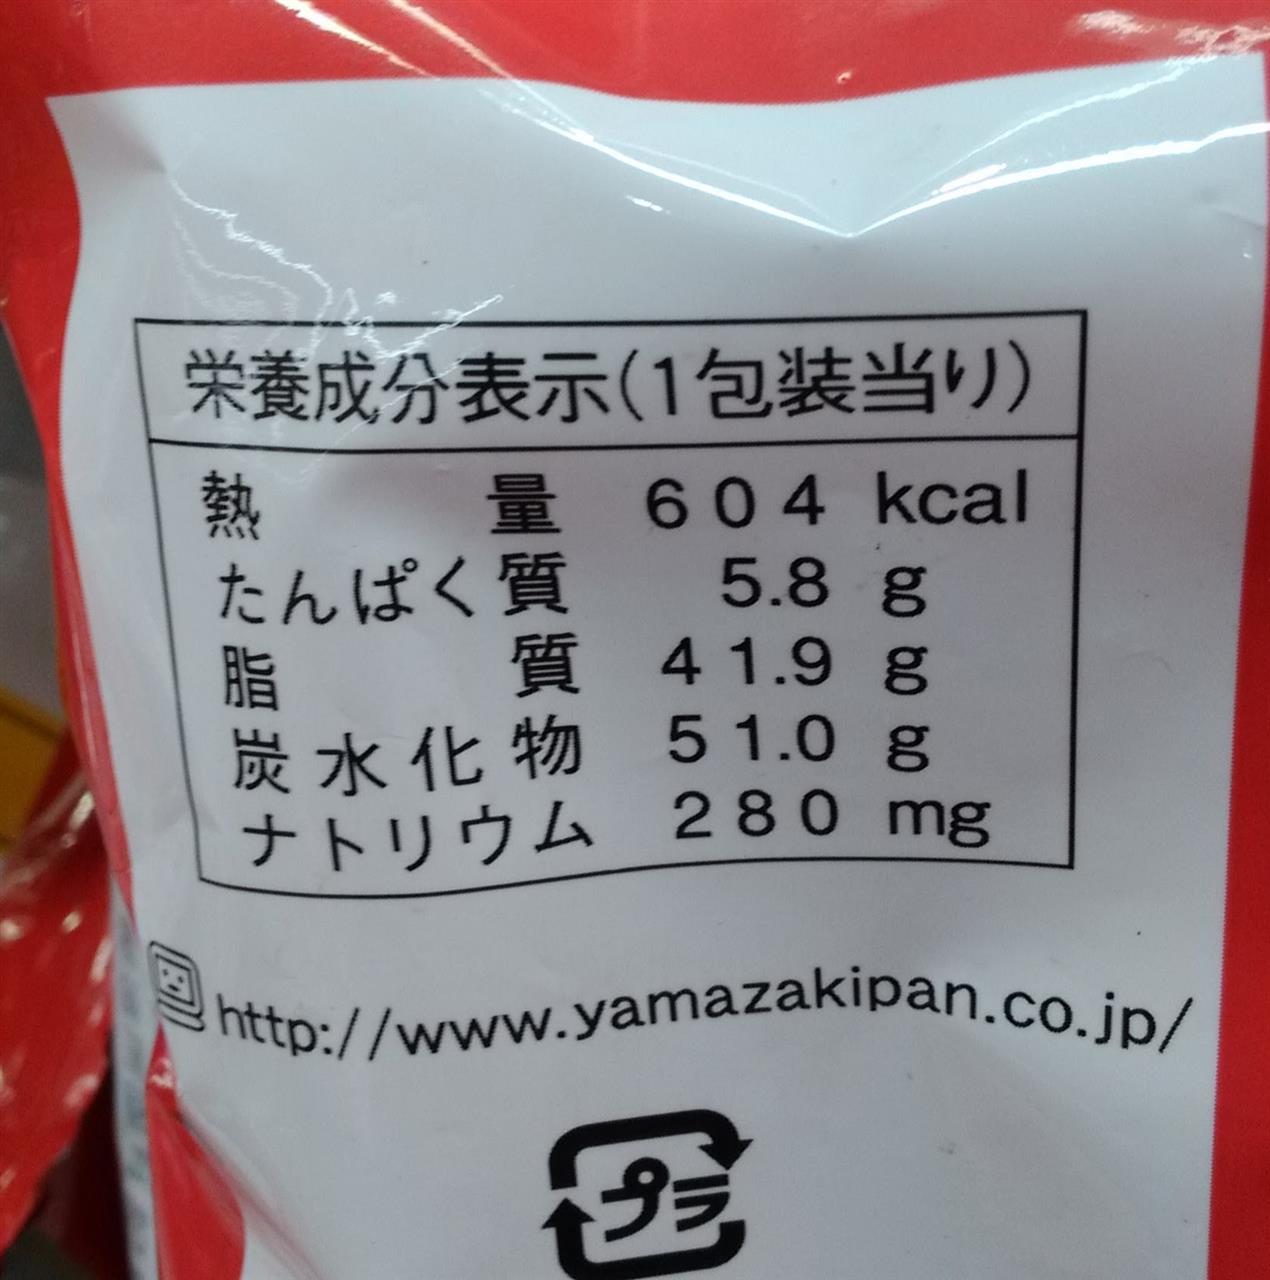 栄養成分表示(1包装当り)
熱量 604 kcal
たんぱく質 5.8 g
脂質 41.9 g
炭水化物 51.0 g
ナトリウム 280 mg
http://www.yamazakipan.co.jp/
プラ